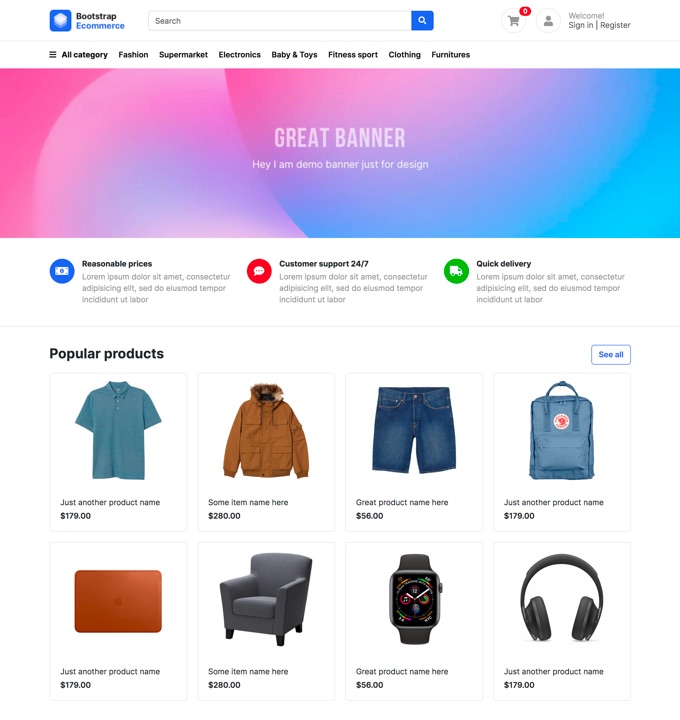 Bootstrap
Ecommerce
Search
0
Welcome!
Sign in | Register
All category Fashion Supermarket Electronics Baby & Toys Fitness sport Clothing Furnitures
GREAT BANNER
Hey I am demo banner just for design
Reasonable prices
Lorem ipsum dolor sit amet, consectetur
adipisicing elit, sed do eiusmod tempor
incididunt ut labor
Customer support 24/7
Lorem ipsum dolor sit amet, consectetur
adipisicing elit, sed do eiusmod tempor
incididunt ut labor
Quick delivery
Lorem ipsum dolor sit amet, consectetur
adipisicing elit, sed do eiusmod tempor
incididunt ut labor
Popular products
See all
Just another product name
$179.00
Some item name here
$280.00
Great product name here
$56.00
Just another product name
$179.00
Just another product name
$179.00
Some item name here
$280.00
Great product name here
$56.00
Just another product name
$179.00